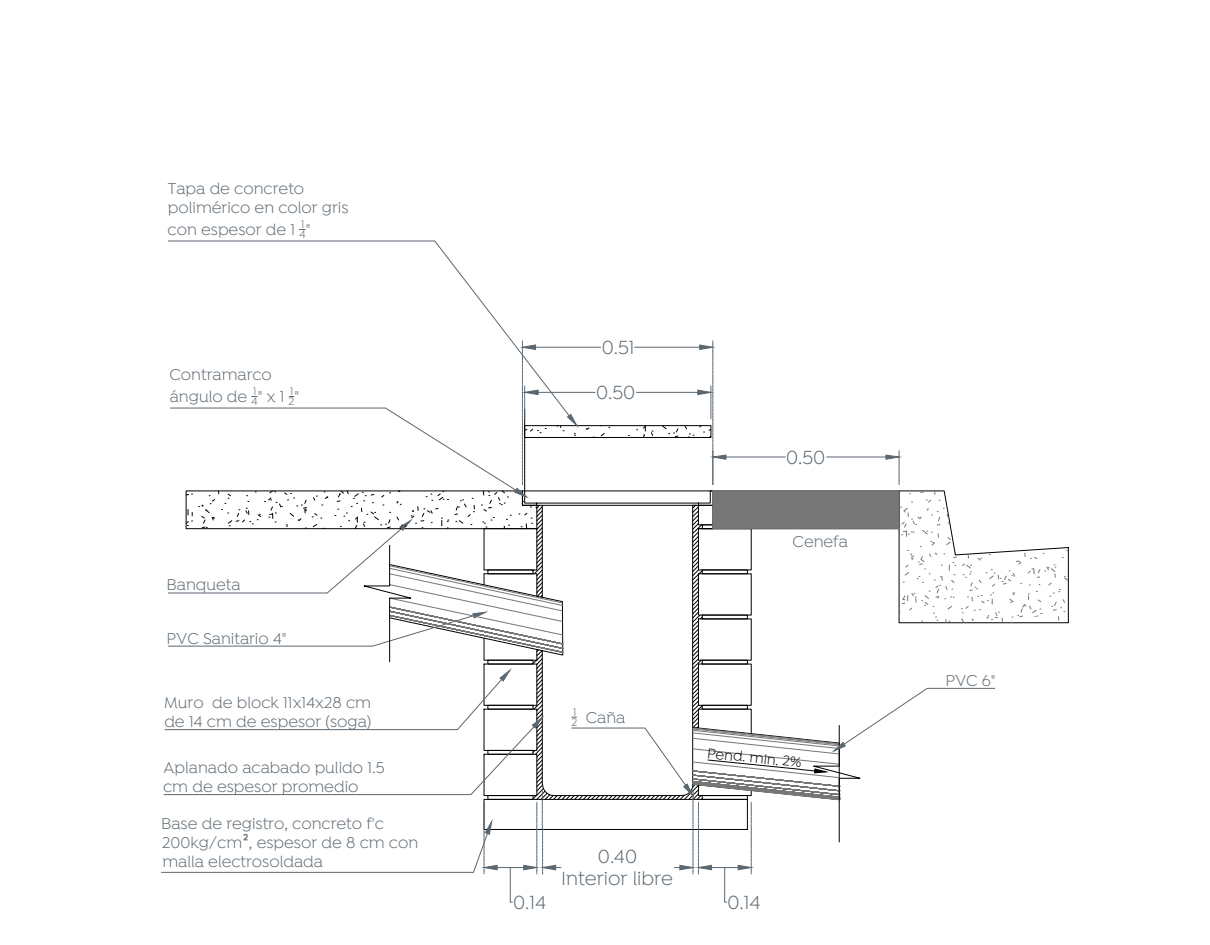 Tapa de concreto
polimérico en color gris
con espesor de 1 1/4"
0.51
Contramarco
ángulo de 1/4" x 1 1/2"
0.50
0.50
Cenefa
Banqueta
PVC Sanitario 4"
PVC 6"
Muro de block 11x14x28 cm
de 14 cm de espesor (soga)
1/2 Caña
Pend. min. 2%
Aplanado acabado pulido 1.5
cm de espesor promedio
Base de registro, concreto f'c
200kg/cm², espesor de 8 cm con
malla electrosoldada
0.40
Interior libre
0.14
0.14